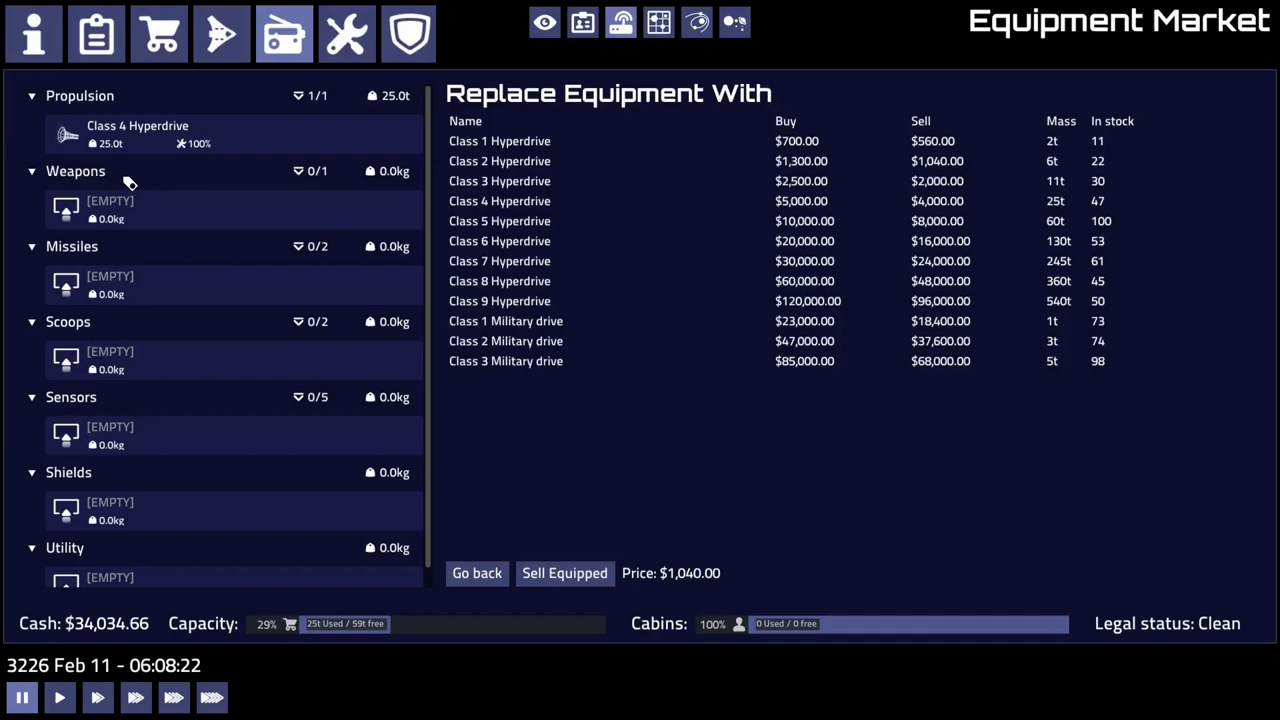 Equipment Market
Propulsion 1/1 25.0t
Class 4 Hyperdrive
25.0t 100%
Weapons 0/1 0.0kg
[EMPTY]
0.0kg
Missiles 0/2 0.0kg
[EMPTY]
0.0kg
Scoops 0/2 0.0kg
[EMPTY]
0.0kg
Sensors 0/5 0.0kg
[EMPTY]
0.0kg
Shields 0.0kg
[EMPTY]
0.0kg
Utility 0.0kg
[EMPTY]
Replace Equipment With
Name Buy Sell Mass In stock
Class 1 Hyperdrive $700.00 $560.00 2t 11
Class 2 Hyperdrive $1,300.00 $1,040.00 6t 22
Class 3 Hyperdrive $2,500.00 $2,000.00 11t 30
Class 4 Hyperdrive $5,000.00 $4,000.00 25t 47
Class 5 Hyperdrive $10,000.00 $8,000.00 60t 100
Class 6 Hyperdrive $20,000.00 $16,000.00 130t 53
Class 7 Hyperdrive $30,000.00 $24,000.00 245t 61
Class 8 Hyperdrive $60,000.00 $48,000.00 360t 45
Class 9 Hyperdrive $120,000.00 $96,000.00 540t 50
Class 1 Military drive $23,000.00 $18,400.00 1t 73
Class 2 Military drive $47,000.00 $37,600.00 3t 74
Class 3 Military drive $85,000.00 $68,000.00 5t 98
Go back Sell Equipped Price: $1,040.00
Cash: $34,034.66 Capacity: 29% 25t Used / 59t free Cabins: 100% 0 Used / 0 free Legal status: Clean
3226 Feb 11 - 06:08:22